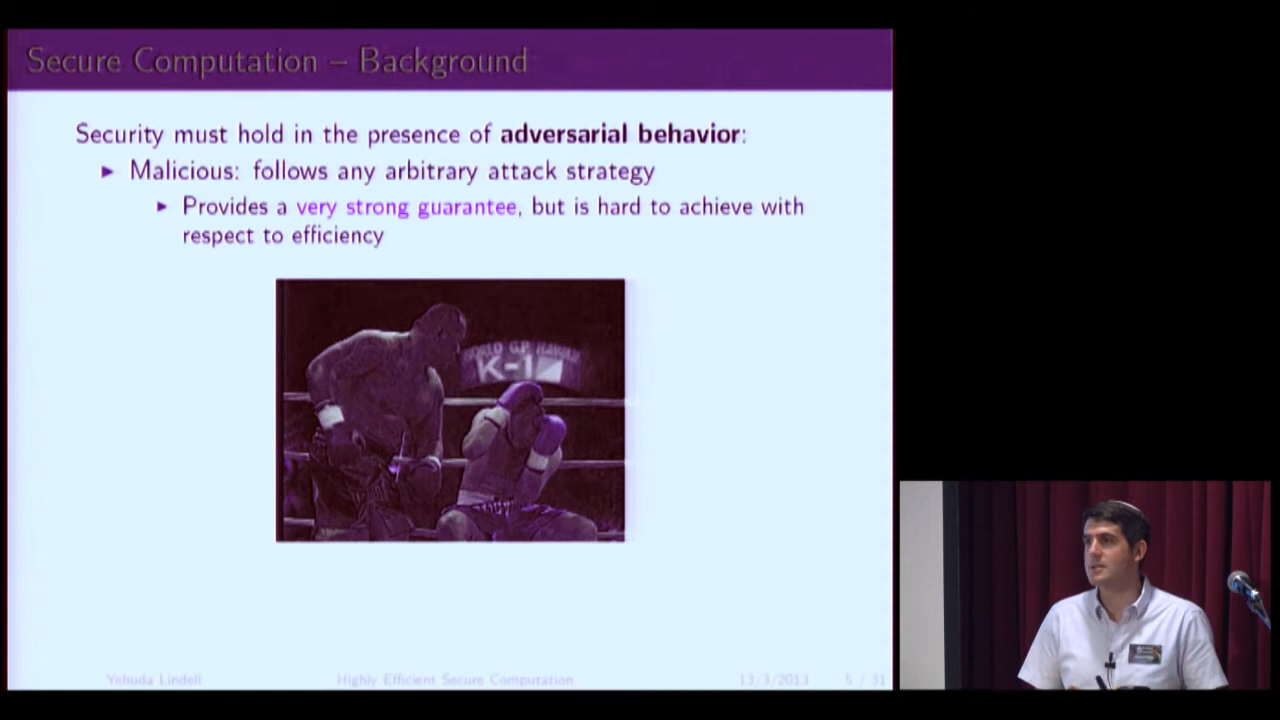 Secure Computation – Background
Security must hold in the presence of adversarial behavior:
► Malicious: follows any arbitrary attack strategy
► Provides a very strong guarantee, but is hard to achieve with
respect to efficiency
WORLD G.P. HAWAII
K-1
Yehuda Lindell Highly Efficient Secure Computation 13/3/2013 5 / 31